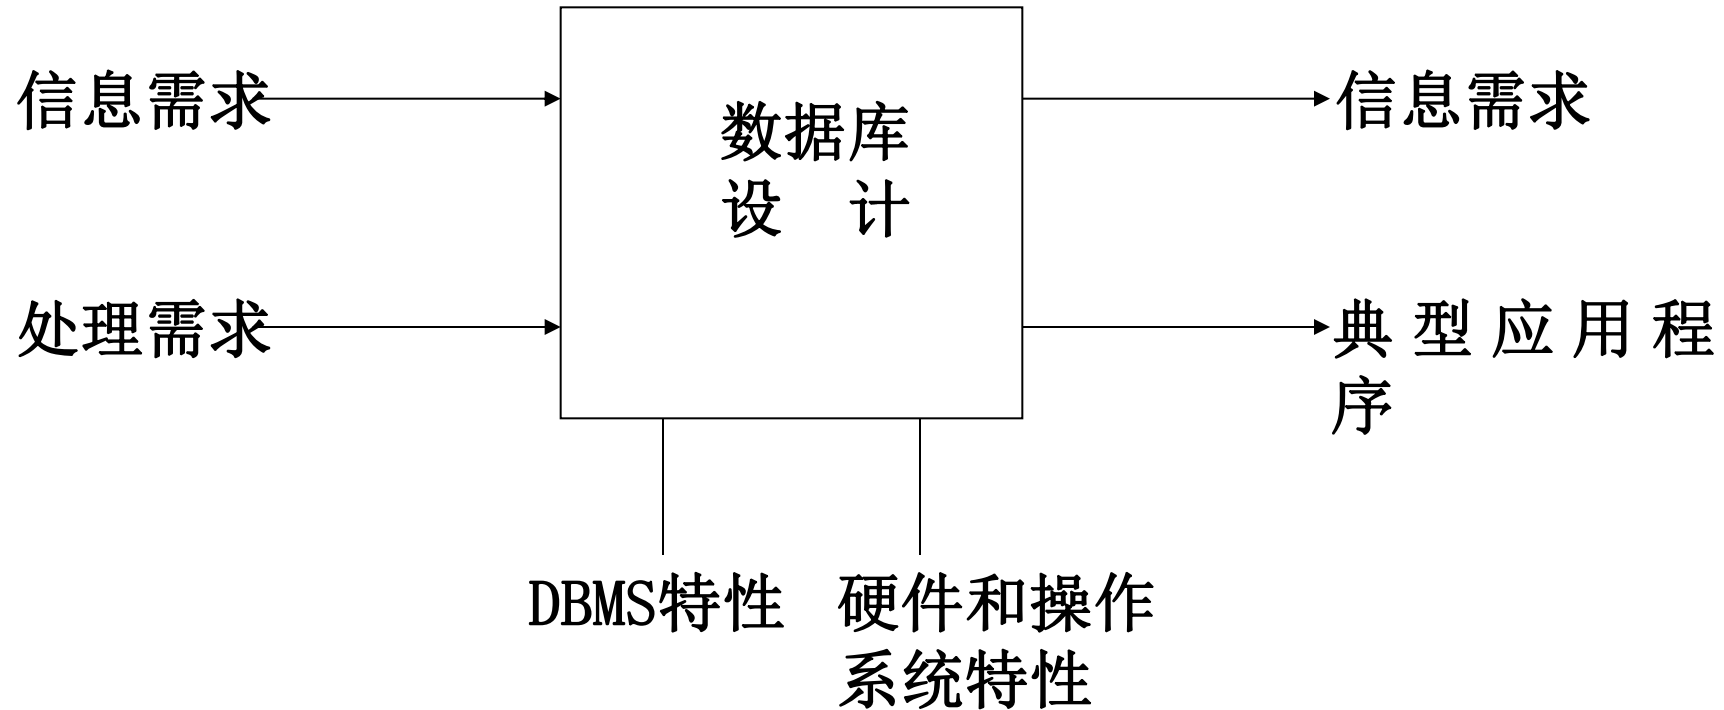 信息需求
数据库
设 计
信息需求
处理需求
典型应用程
序
DBMS特性
硬件和操作
系统特性